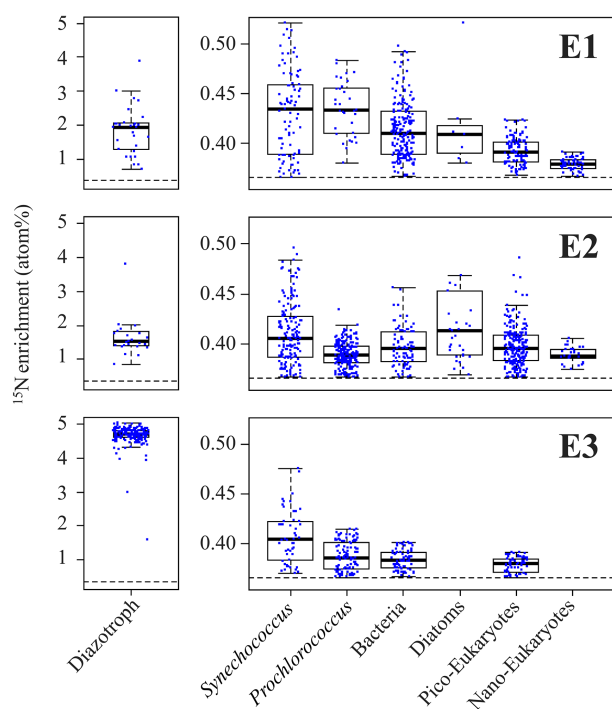 5
4
3
2
1
0.50
0.45
0.40
E1
5
4
3
2
1
0.50
0.45
0.40
E2
5
4
3
2
1
0.50
0.45
0.40
E3
¹⁵N enrichment (atom%)
Diazotroph
Synechococcus
Prochlorococcus
Bacteria
Diatoms
Pico-Eukaryotes
Nano-Eukaryotes